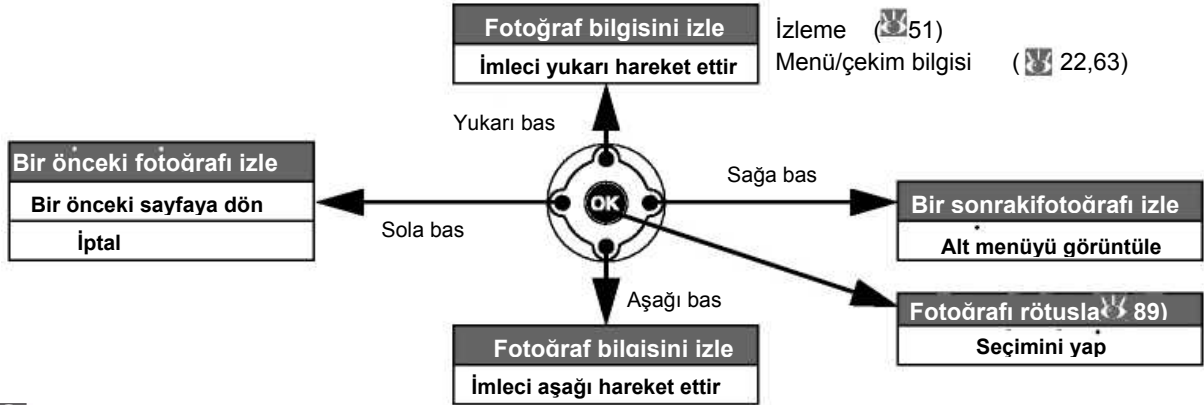 Fotoğraf bilgisini izle
İmleci yukarı hareket ettir
İzleme ( 51)
Menü/çekim bilgisi ( 22,63)
Yukarı bas
Bir önceki fotoğrafı izle
Bir önceki sayfaya dön
İptal
Sola bas
OK
Sağa bas
Bir sonrakifotoğrafı izle
Alt menüyü görüntüle
Aşağı bas
Fotoğrafı rötusla 89)
Seçimini yap
Fotoğraf bilgisini izle
İmleci aşağı hareket ettir